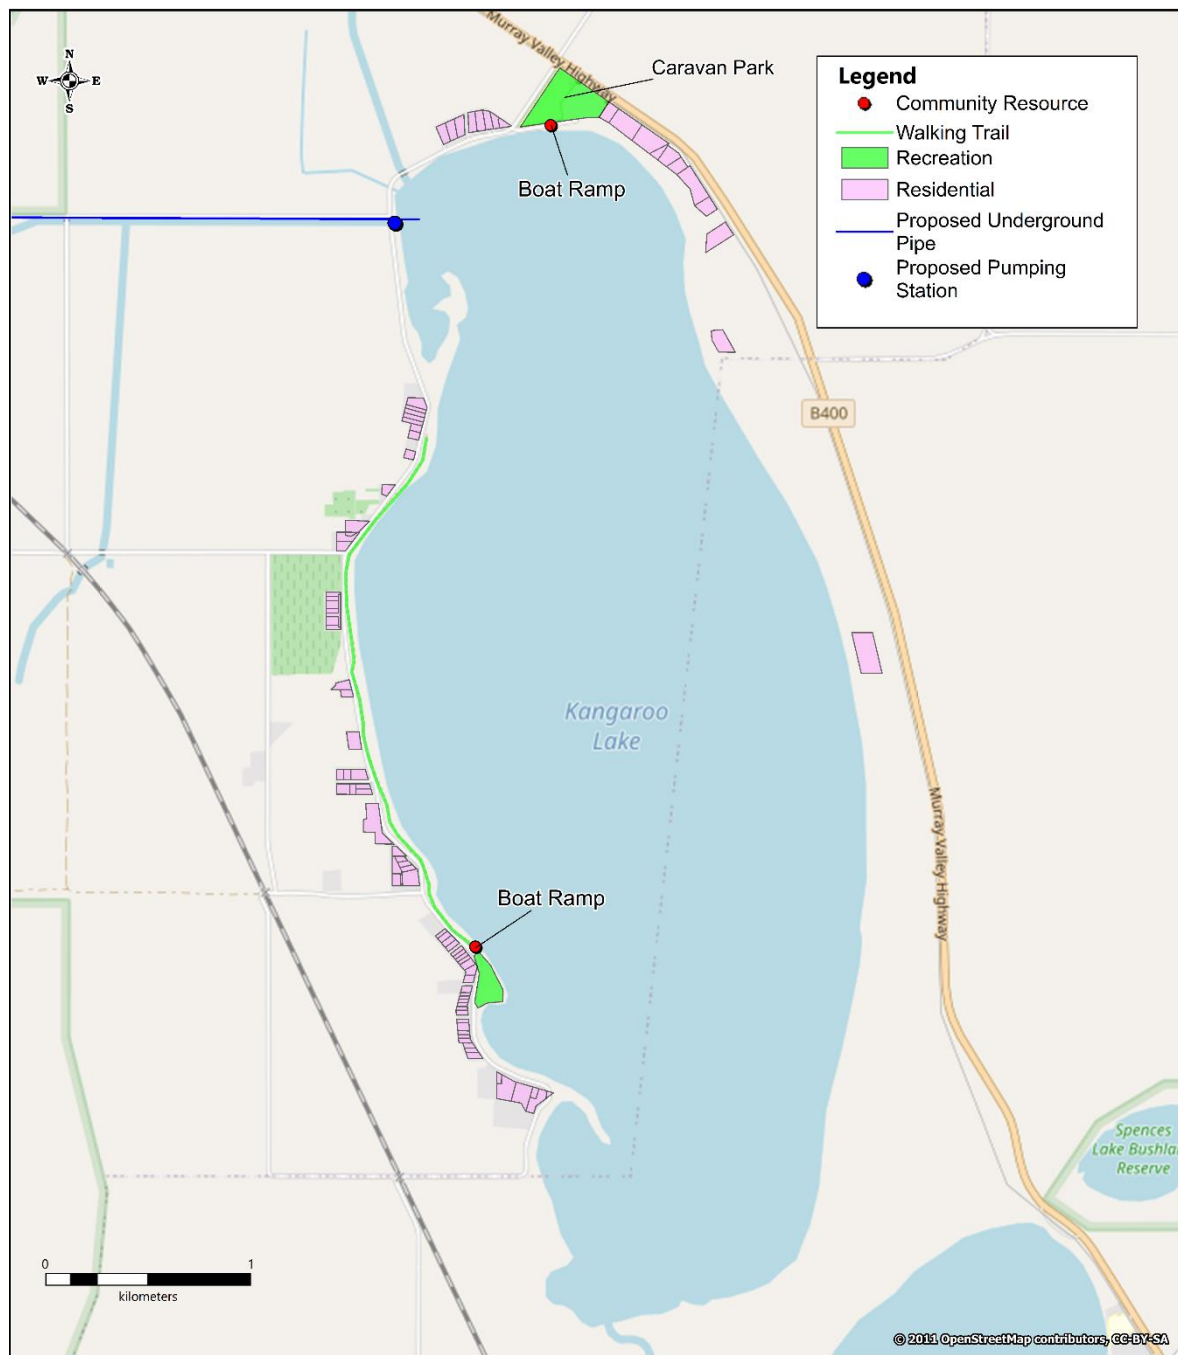 Murray Valley Highway
N
W E
S
Caravan Park
Boat Ramp
Legend
Community Resource
Walking Trail
Recreation
Residential
Proposed Underground
Pipe
Proposed Pumping
Station
B400
Kangaroo
Lake
Murray Valley Highway
Boat Ramp
Spences
Lake Bushla
Reserve
0 1
kilometers
© 2011 OpenStreetMap contributors, CC-BY-SA